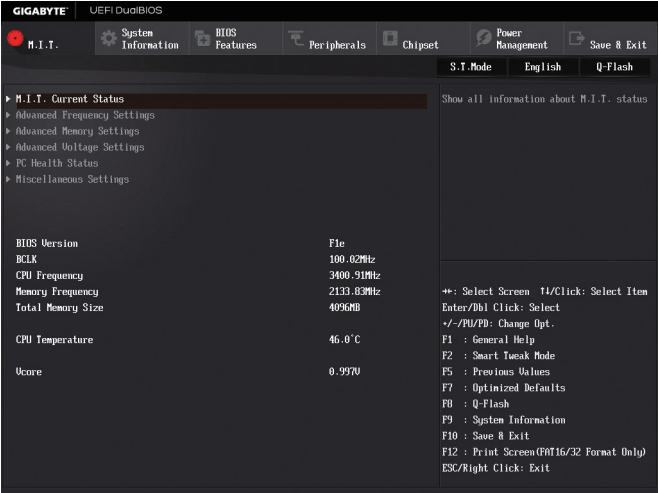 GIGABYTE™ UEFI DualBIOS
M.I.T.
System Information
BIOS Features
Peripherals
Chipset
Power Management
Save & Exit
S.T.Mode English Q-Flash
M.I.T. Current Status
Advanced Frequency Settings
Advanced Memory Settings
Advanced Voltage Settings
PC Health Status
Miscellaneous Settings
Show all information about M.I.T. status
BIOS Version F1e
BCLK 100.02MHz
CPU Frequency 3400.91MHz
Memory Frequency 2133.83MHz
Total Memory Size 4096MB
CPU Temperature 46.0°C
Vcore 0.997V
→←: Select Screen ↑↓/Click: Select Item
Enter/Dbl Click: Select
+/-/PU/PD: Change Opt.
F1 : General Help
F2 : Smart Tweak Mode
F5 : Previous Values
F7 : Optimized Defaults
F8 : Q-Flash
F9 : System Information
F10 : Save & Exit
F12 : Print Screen(FAT16/32 Format Only)
ESC/Right Click: Exit